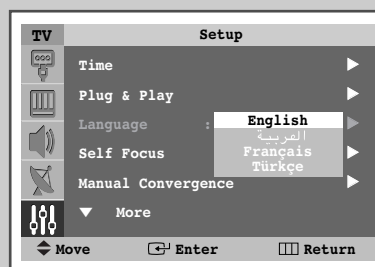 TV Setup
Time
Plug & Play
Language : English
العربية
Self Focus Français
Türkçe
Manual Convergence
More
Move Enter Return